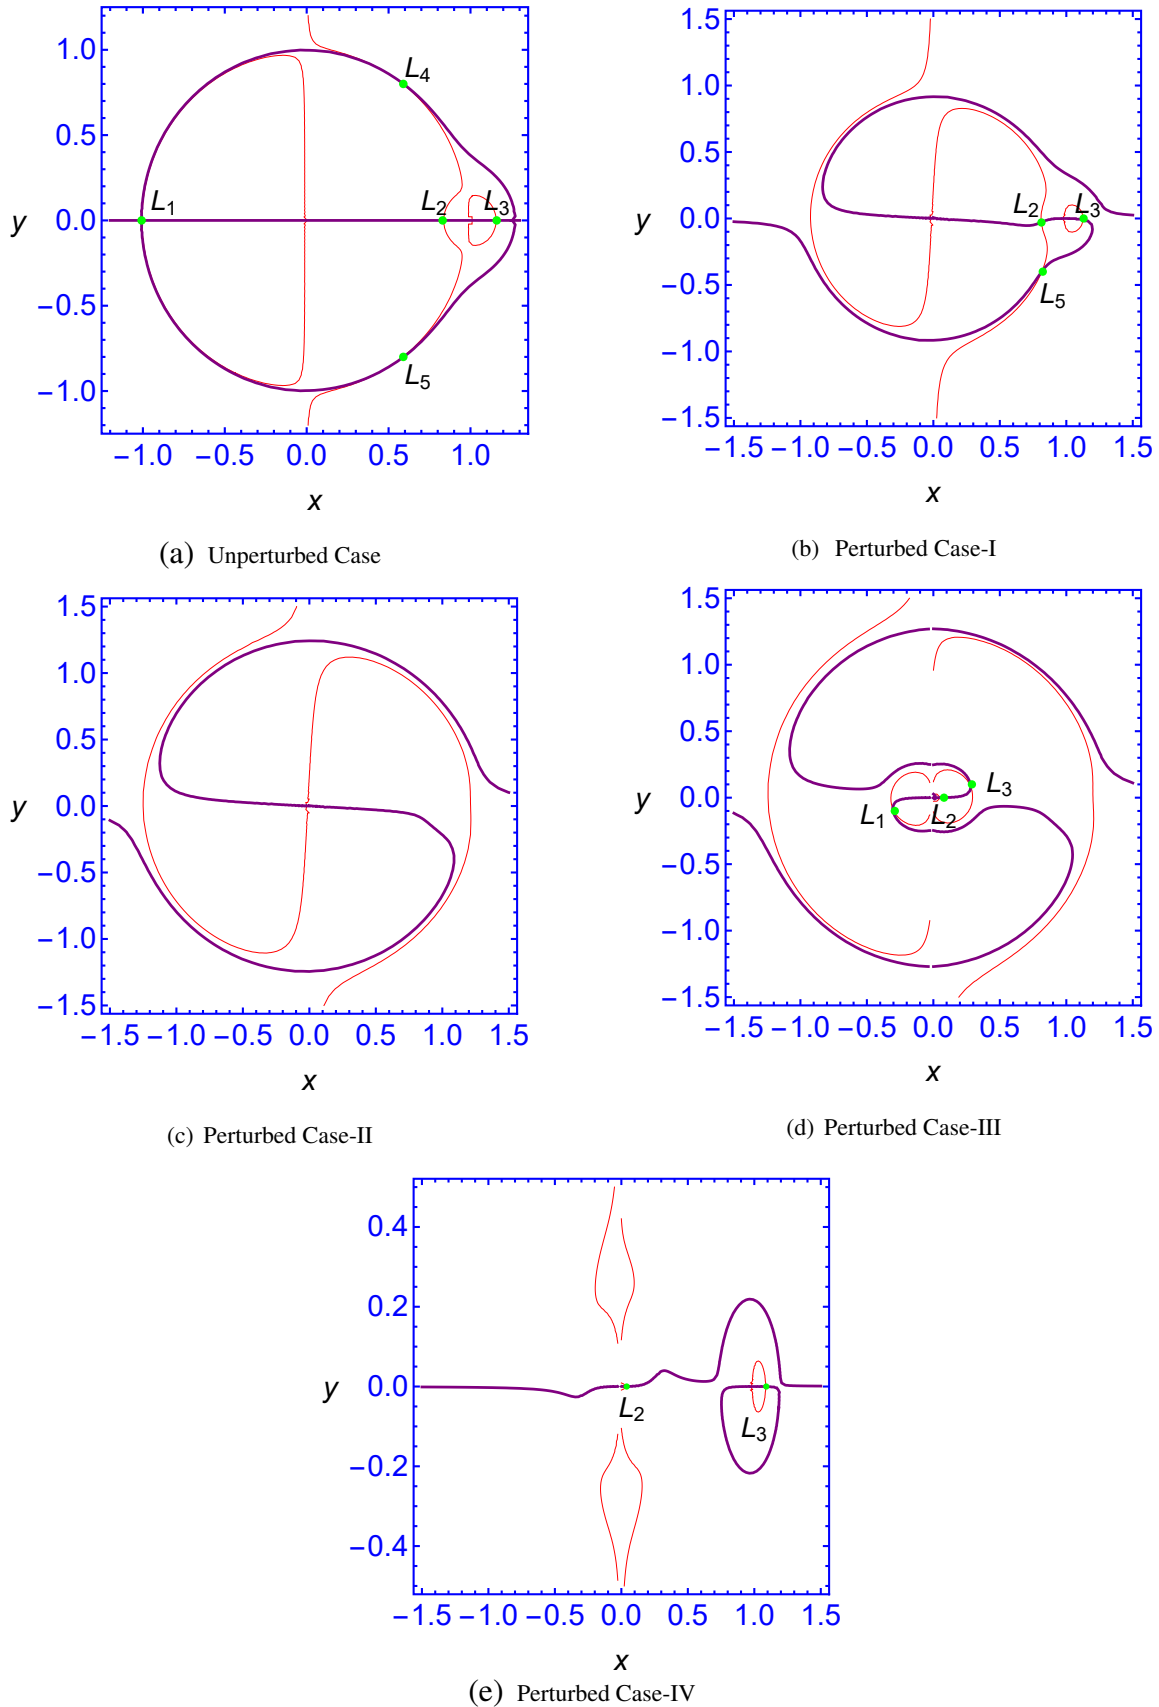 1.0
0.5
0.0
−0.5
−1.0
y
L4
L1
L2
L3
L5
−1.0 −0.5 0.0 0.5 1.0
x
(a) Unperturbed Case
1.5
1.0
0.5
0.0
−0.5
−1.0
−1.5
y
L2
L3
L5
−1.5 −1.0 −0.5 0.0 0.5 1.0 1.5
x
(b) Perturbed Case-I
1.5
1.0
0.5
0.0
−0.5
−1.0
−1.5
y
−1.5 −1.0 −0.5 0.0 0.5 1.0 1.5
x
(c) Perturbed Case-II
1.5
1.0
0.5
0.0
−0.5
−1.0
−1.5
y
L3
L1
L2
−1.5 −1.0 −0.5 0.0 0.5 1.0 1.5
x
(d) Perturbed Case-III
0.4
0.2
0.0
−0.2
−0.4
y
L2
L3
−1.5 −1.0 −0.5 0.0 0.5 1.0 1.5
x
(e) Perturbed Case-IV